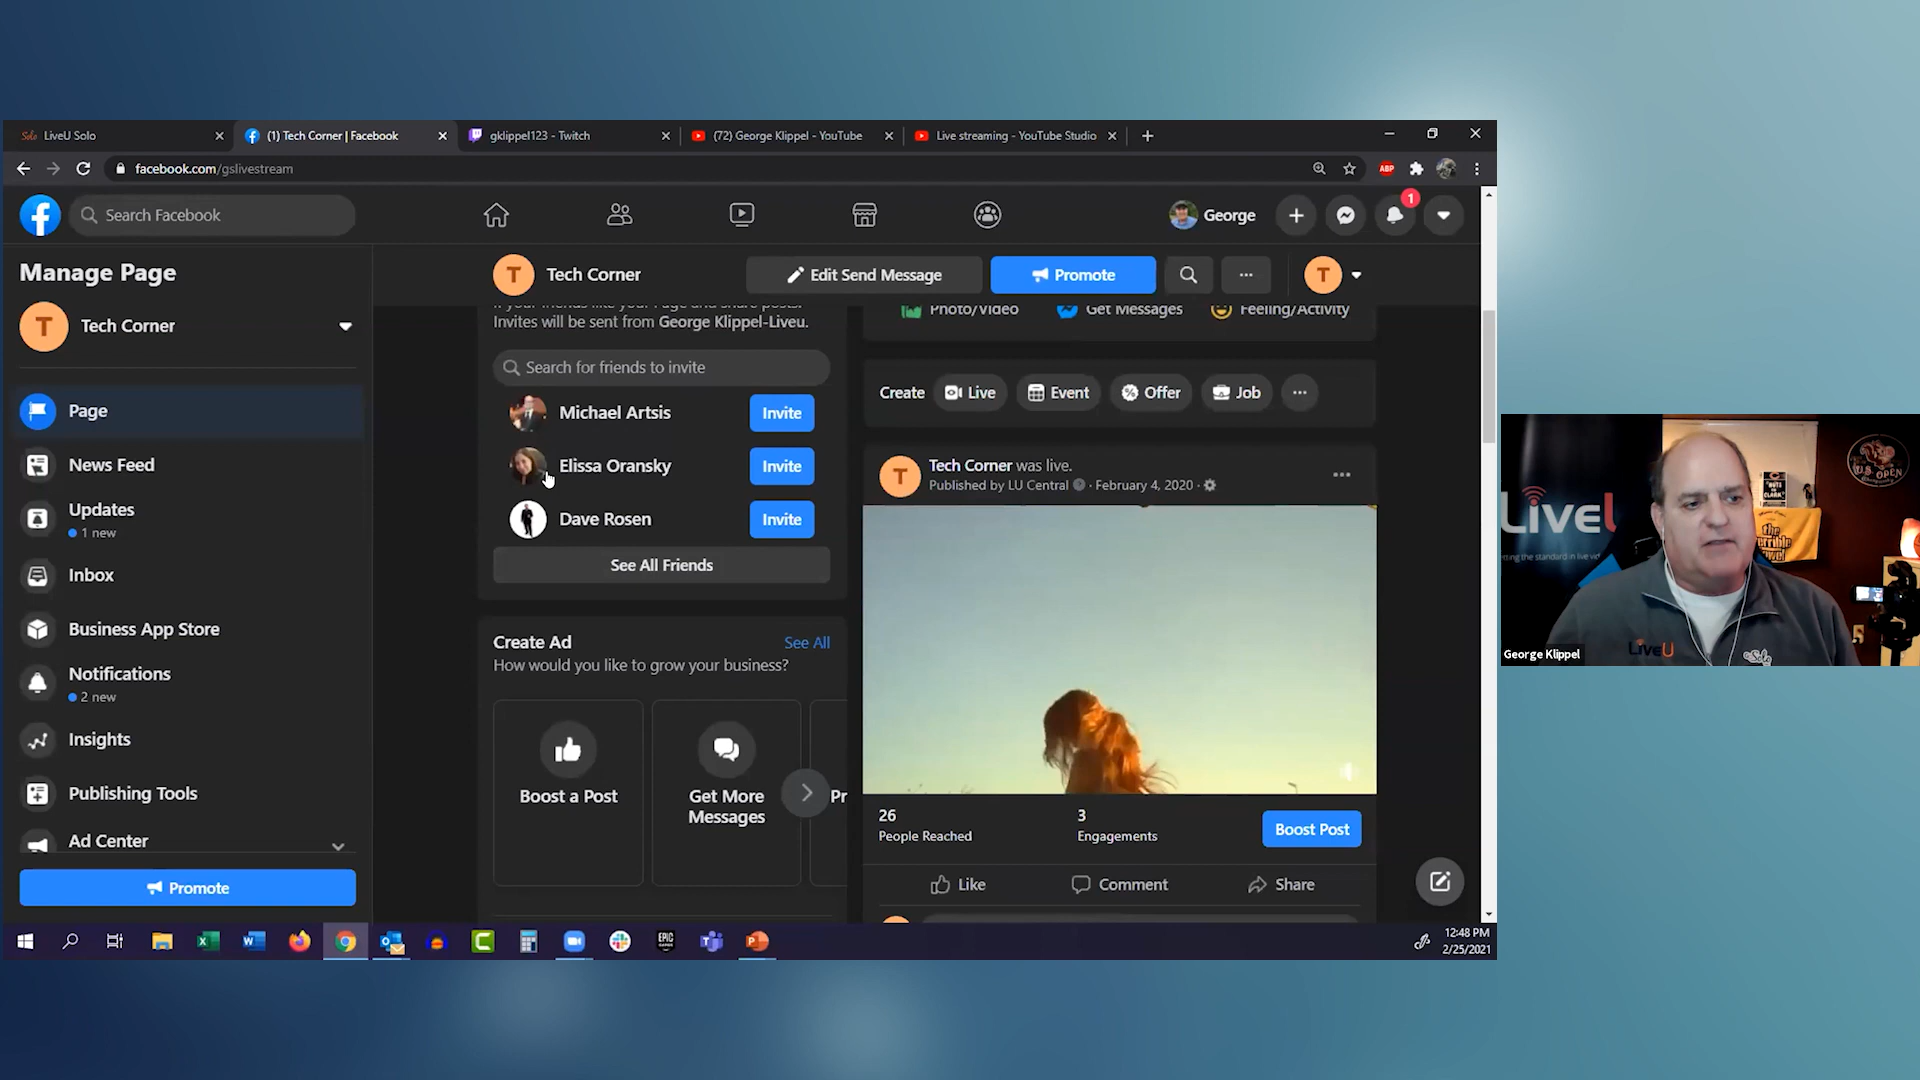 Solo LiveU Solo
(1) Tech Corner | Facebook
gklippel123 - Twitch
(72) George Klippel - YouTube
Live streaming - YouTube Studio
facebook.com/gslivestream
ABP
Search Facebook
George
1
Manage Page
Tech Corner
Page
News Feed
Updates
1 new
Inbox
Business App Store
Notifications
2 new
Insights
Publishing Tools
Ad Center
Promote
T Tech Corner
Edit Send Message
Promote
T
Invites will be sent from George Klippel-Liveu.
Search for friends to invite
Michael Artsis Invite
Elissa Oransky Invite
Dave Rosen Invite
See All Friends
Create Ad See All
How would you like to grow your business?
Boost a Post
Get More
Messages
Pr
Photo/Video Get Messages Feeling/Activity
Create Live Event Offer Job
T Tech Corner was live.
Published by LU Central · February 4, 2020 ·
26
People Reached
3
Engagements
Boost Post
Like Comment Share
12:48 PM
2/25/2021
George Klippel
LiveU
U.S. OPEN
the